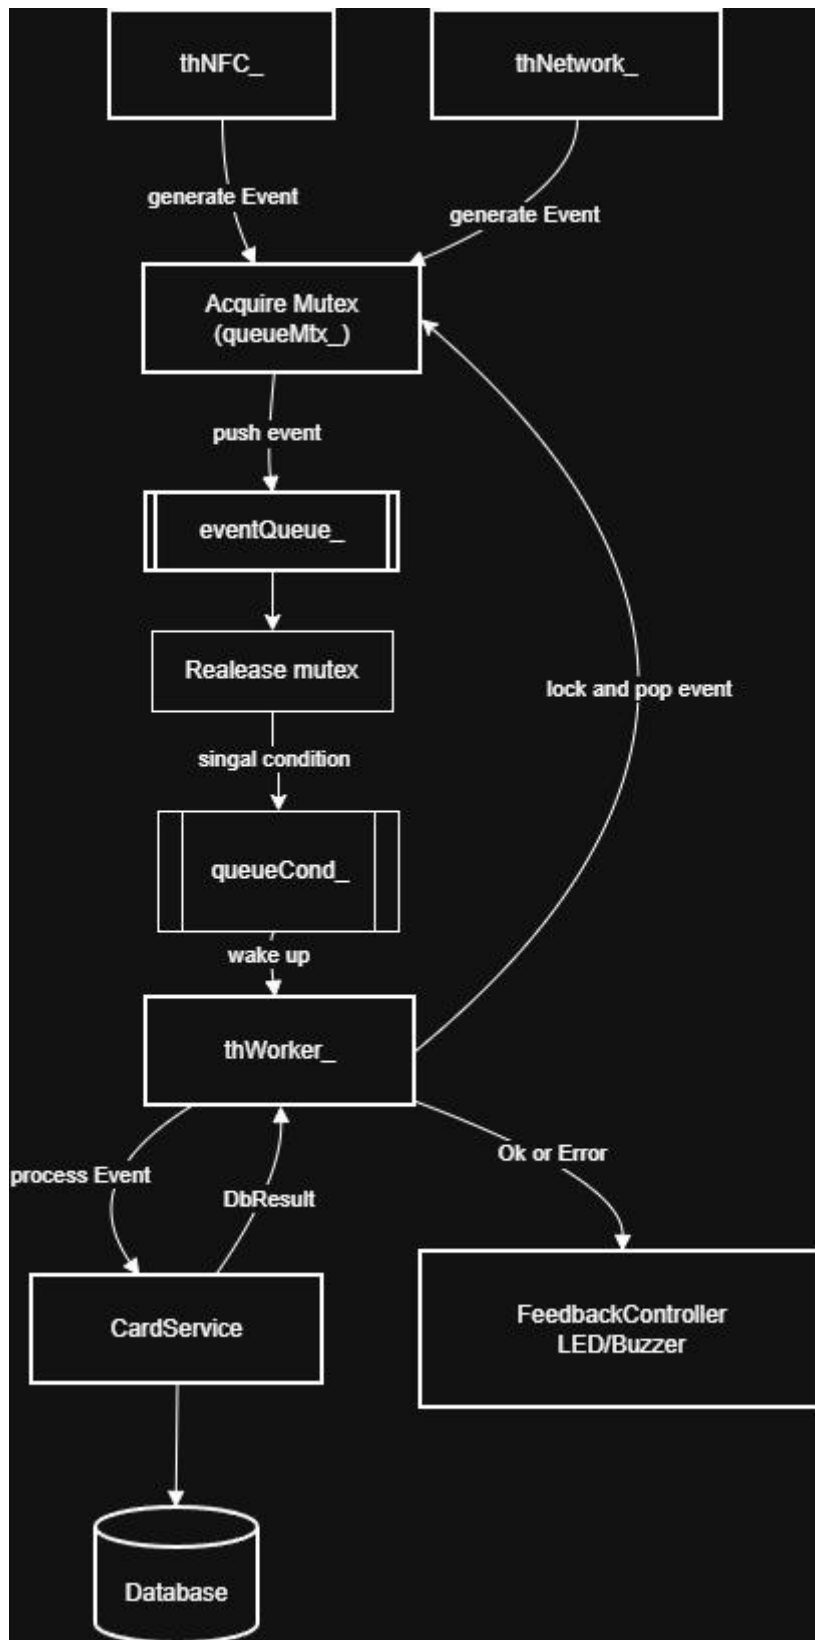 thNFC_
thNetwork_
generate Event
generate Event
Acquire Mutex
(queueMtx_)
push event
eventQueue_
Realease mutex
lock and pop event
singal condition
queueCond_
wake up
thWorker_
Ok or Error
process Event
DbResult
CardService
FeedbackController
LED/Buzzer
Database